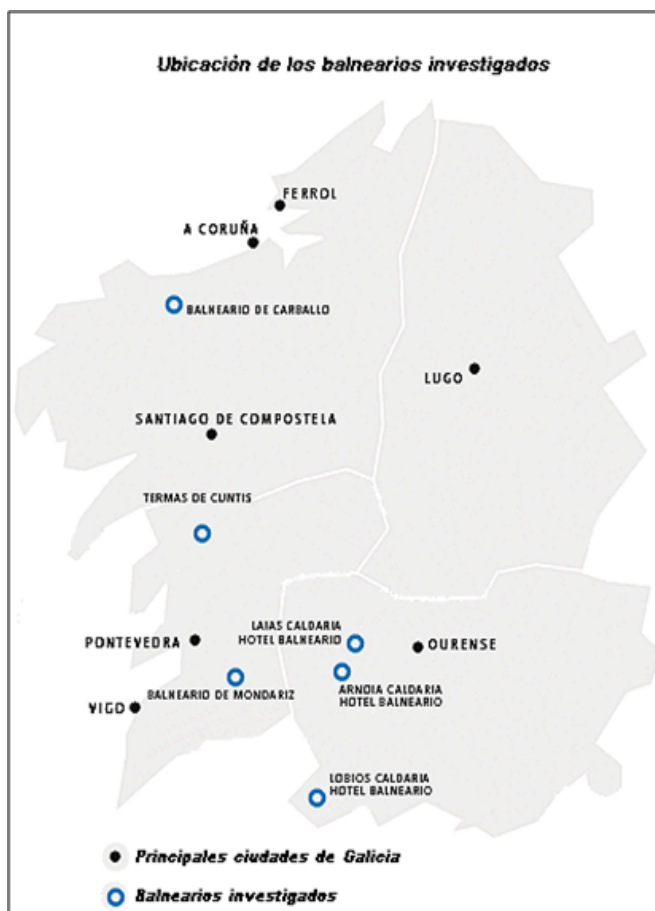 Ubicación de los balnearios investigados
FERROL
A CORUÑA
BALNEARIO DE CARBALLO
LUGO
SANTIAGO DE COMPOSTELA
TERMAS DE CUNTIS
LAIAS CALDARIA
HOTEL BALNEARIO
PONTEVEDRA
OURENSE
BALNEARIO DE MONDARIZ
ARNOIA CALDARIA
HOTEL BALNEARIO
VIGO
LOBIOS CALDARIA
HOTEL BALNEARIO
Principales ciudades de Galicia
Balnearios investigados